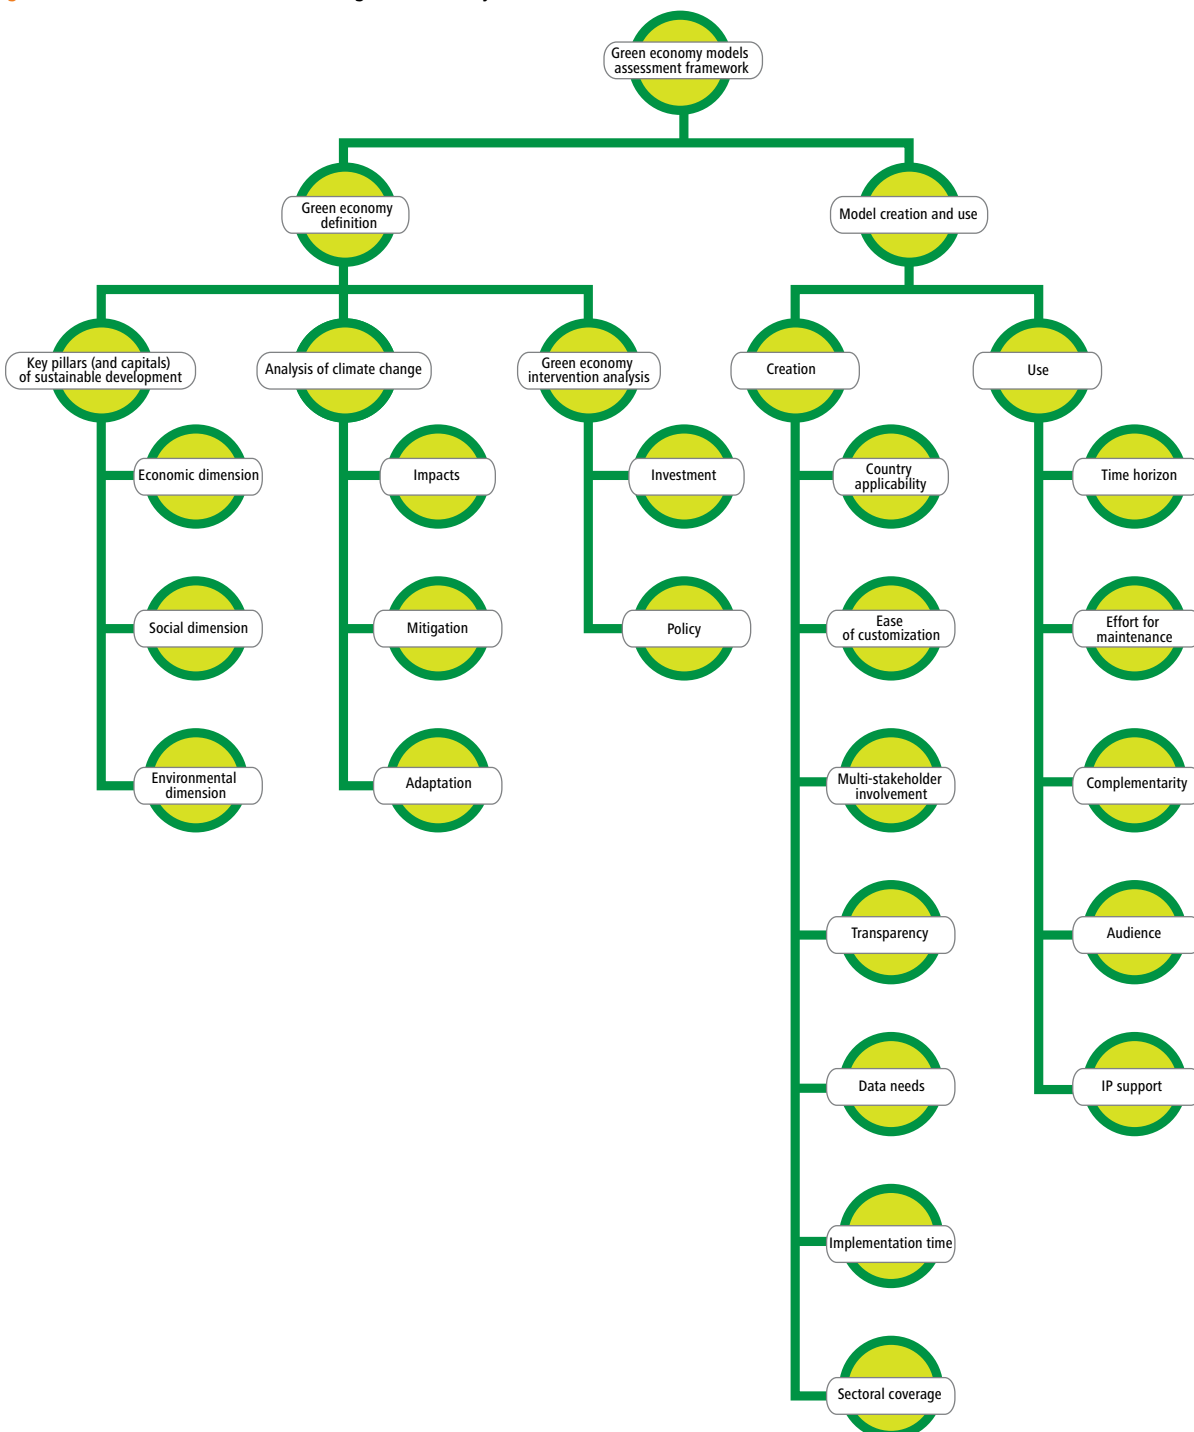 Green economy models
assessment framework
Green economy
definition
Model creation and use
Key pillars (and capitals)
of sustainable development
Analysis of climate change
Green economy
intervention analysis
Creation
Use
Economic dimension
Impacts
Investment
Country
applicability
Time horizon
Social dimension
Mitigation
Policy
Ease
of customization
Effort for
maintenance
Environmental
dimension
Adaptation
Multi-stakeholder
involvement
Complementarity
Transparency
Audience
Data needs
IP support
Implementation time
Sectoral coverage